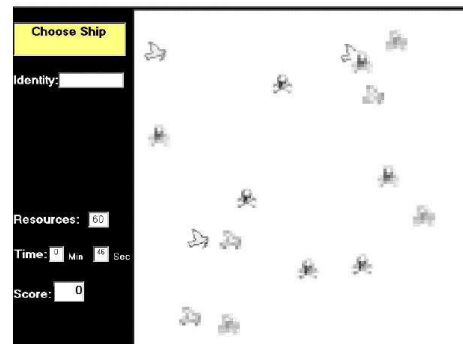 Choose Ship
Identity:
Resources: 60
Time: 0 Min 46 Sec
Score: 0